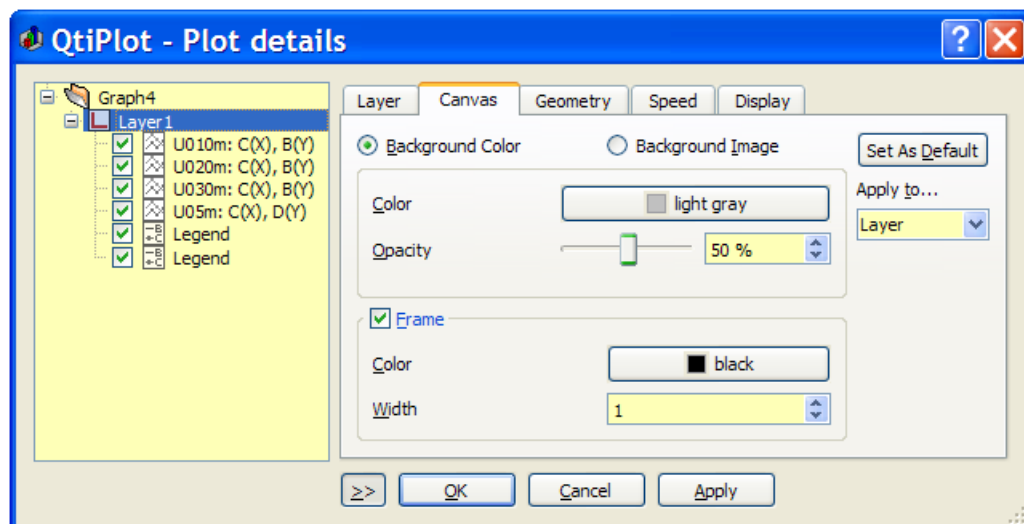 QtiPlot - Plot details
Graph4
Layer1
U010m: C(X), B(Y)
U020m: C(X), B(Y)
U030m: C(X), B(Y)
U05m: C(X), D(Y)
Legend
Legend
Layer Canvas Geometry Speed Display
Background Color Background Image Set As Default
Color light gray Apply to...
Layer
Opacity 50 %
Frame
Color black
Width 1
>> OK Cancel Apply